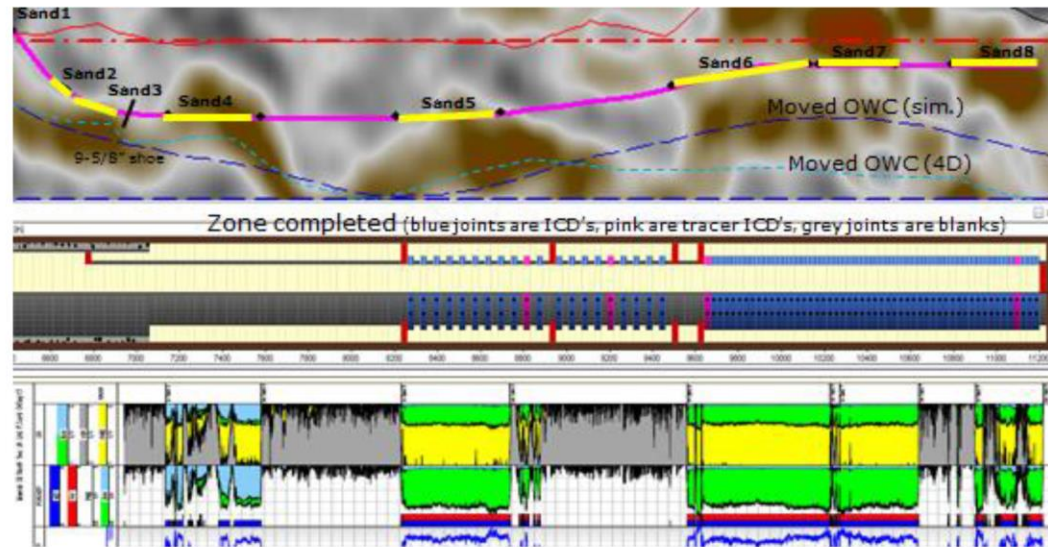 Sand1
Sand2
Sand3
Sand4
Sand5
Sand6
Sand7
Sand8
Moved OWC (sim.)
9-5/8" shoe
Moved OWC (4D)
Zone completed (blue joints are ICD's, pink are tracer ICD's, grey joints are blanks)
6600 6800 7000 7200 7400 7600 7800 8000 8200 8400 8600 8800 9000 9200 9400 9600 9800 10000 10200 10400 10600 10800 11000 11200